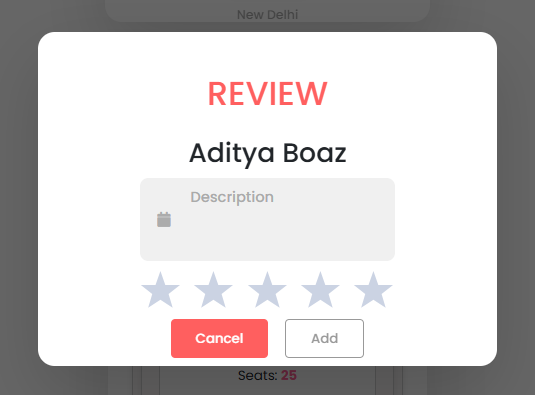 New Delhi
REVIEW
Aditya Boaz
Description
Cancel
Add
Seats: 25